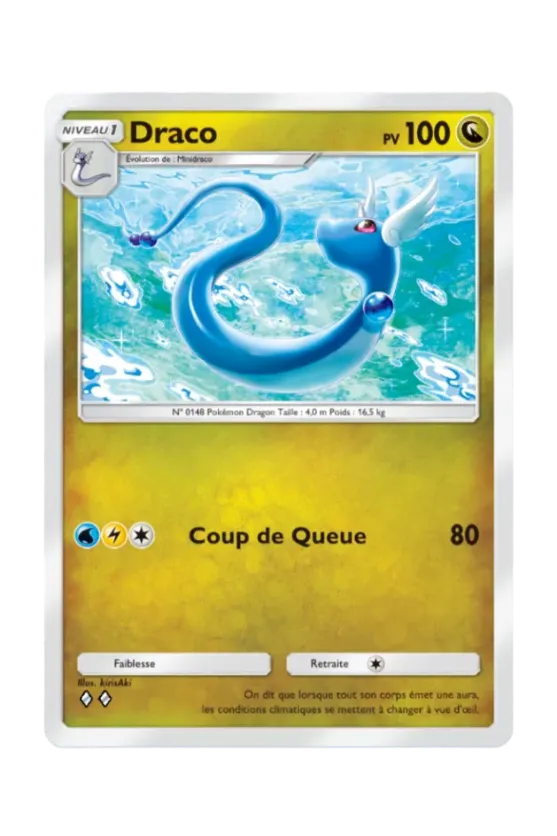 NIVEAU 1
Draco
PV 100
Évolution de : Minidraco
N° 0148 Pokémon Dragon Taille : 4,0 m Poids : 16,5 kg
Coup de Queue 80
Faiblesse
Retraite
Illus. kirisAki
On dit que lorsque tout son corps émet une aura,
les conditions climatiques se mettent à changer à vue d’œil.